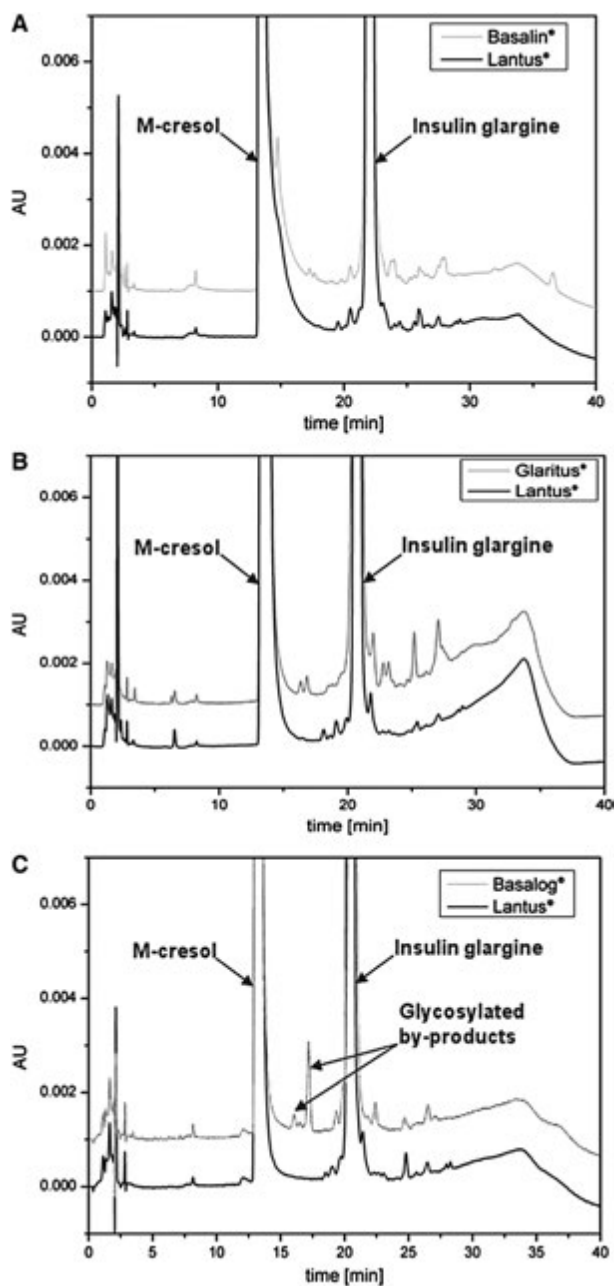 A
0.006
0.004
0.002
0.000
AU
Basalin*
Lantus*
M-cresol
Insulin glargine
0 10 20 30 40
time [min]
B
0.006
0.004
0.002
0.000
AU
Glaritus*
Lantus*
M-cresol
Insulin glargine
0 10 20 30 40
time [min]
C
0.006
0.004
0.002
0.000
AU
Basalog*
Lantus*
M-cresol
Insulin glargine
Glycosylated
by-products
0 5 10 15 20 25 30 35 40
time [min]